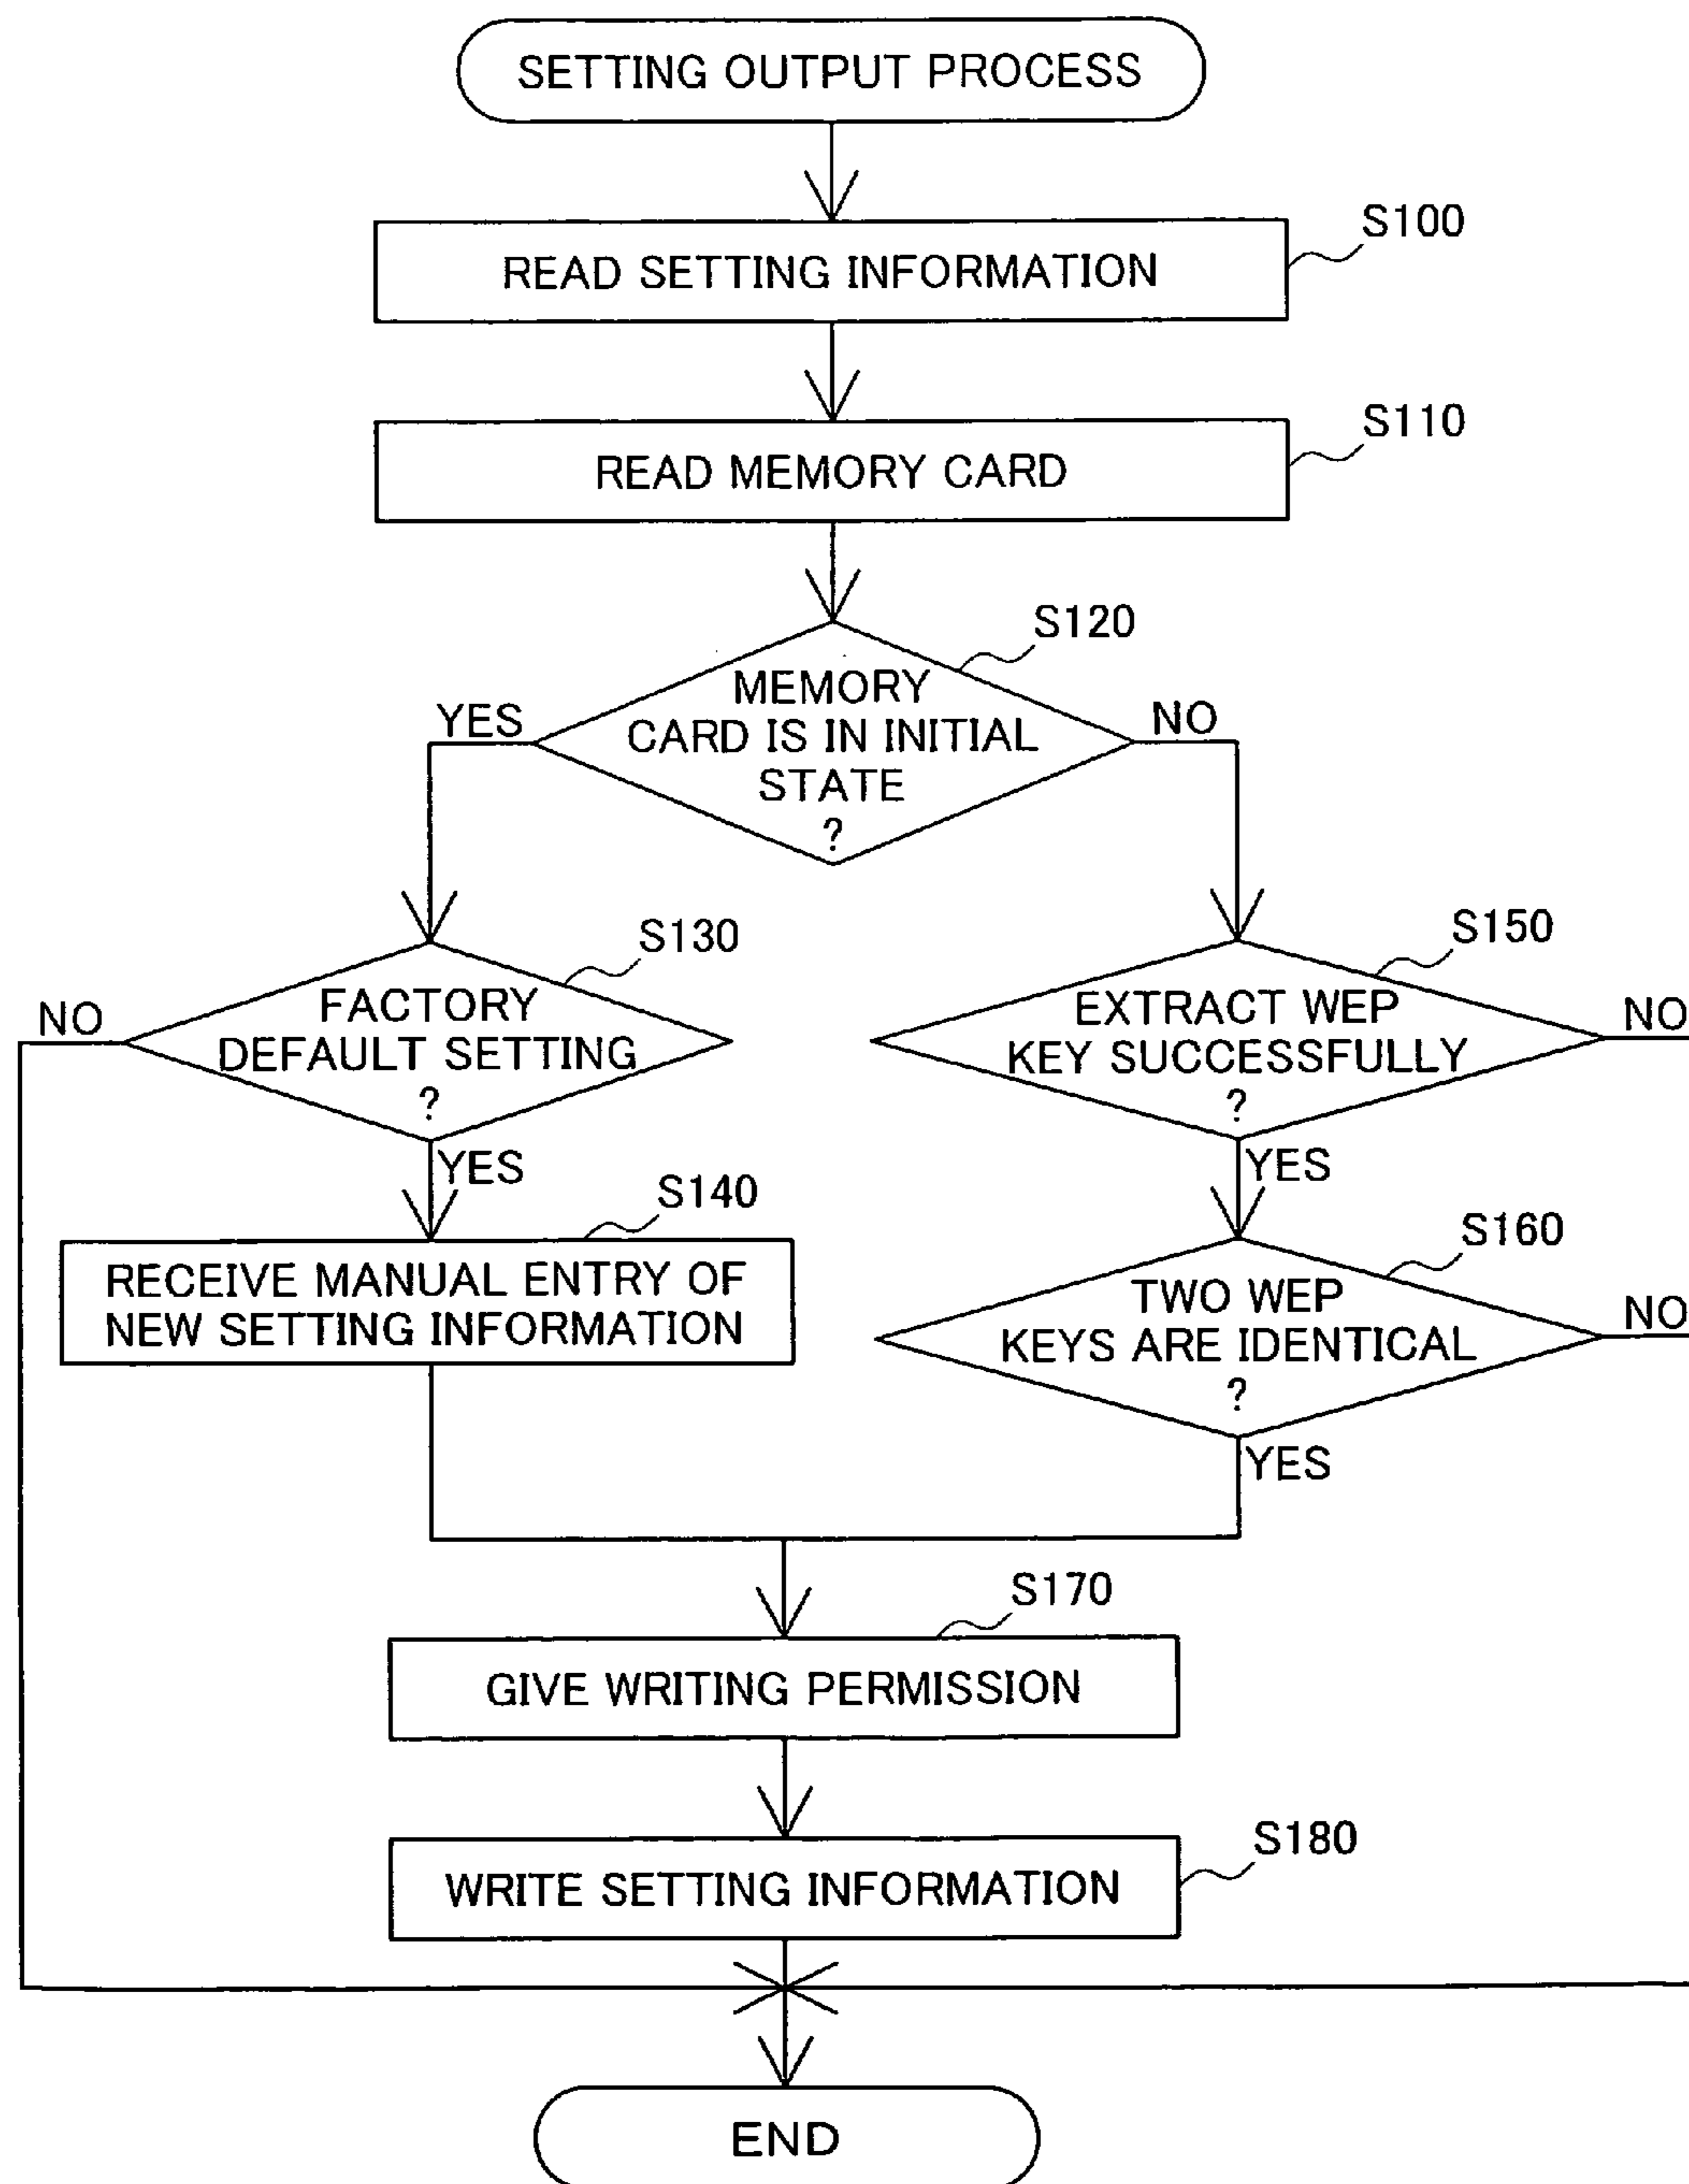 SETTING OUTPUT PROCESS
S100
READ SETTING INFORMATION
S110
READ MEMORY CARD
S120
MEMORY
CARD IS IN INITIAL
STATE
?
YES
NO
S130
FACTORY
DEFAULT SETTING
?
NO
YES
S150
EXTRACT WEP
KEY SUCCESSFULLY
?
NO
YES
S140
RECEIVE MANUAL ENTRY OF
NEW SETTING INFORMATION
S160
TWO WEP
KEYS ARE IDENTICAL
?
NO
YES
S170
GIVE WRITING PERMISSION
S180
WRITE SETTING INFORMATION
END